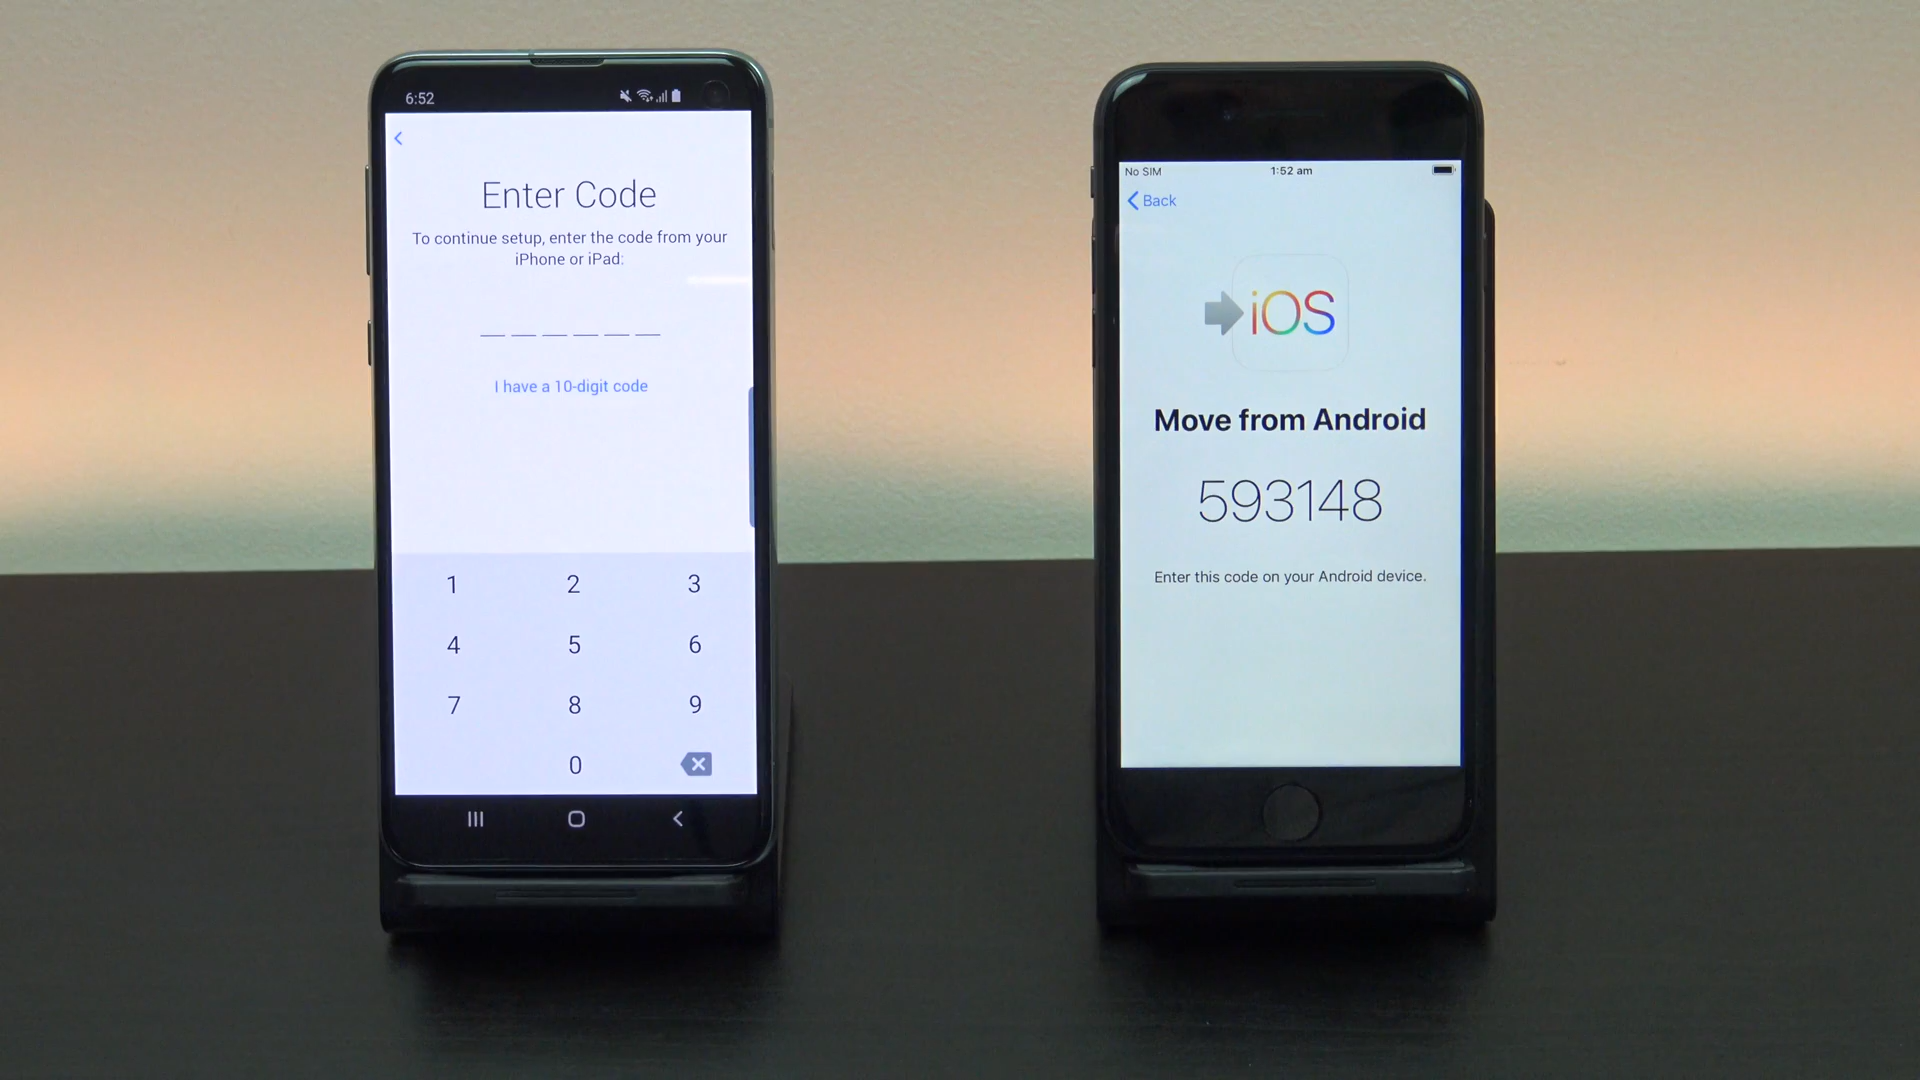 6:52
Enter Code
To continue setup, enter the code from your
iPhone or iPad:
I have a 10-digit code
1 2 3
4 5 6
7 8 9
0
No SIM 1:52 am
Back
iOS
Move from Android
593148
Enter this code on your Android device.